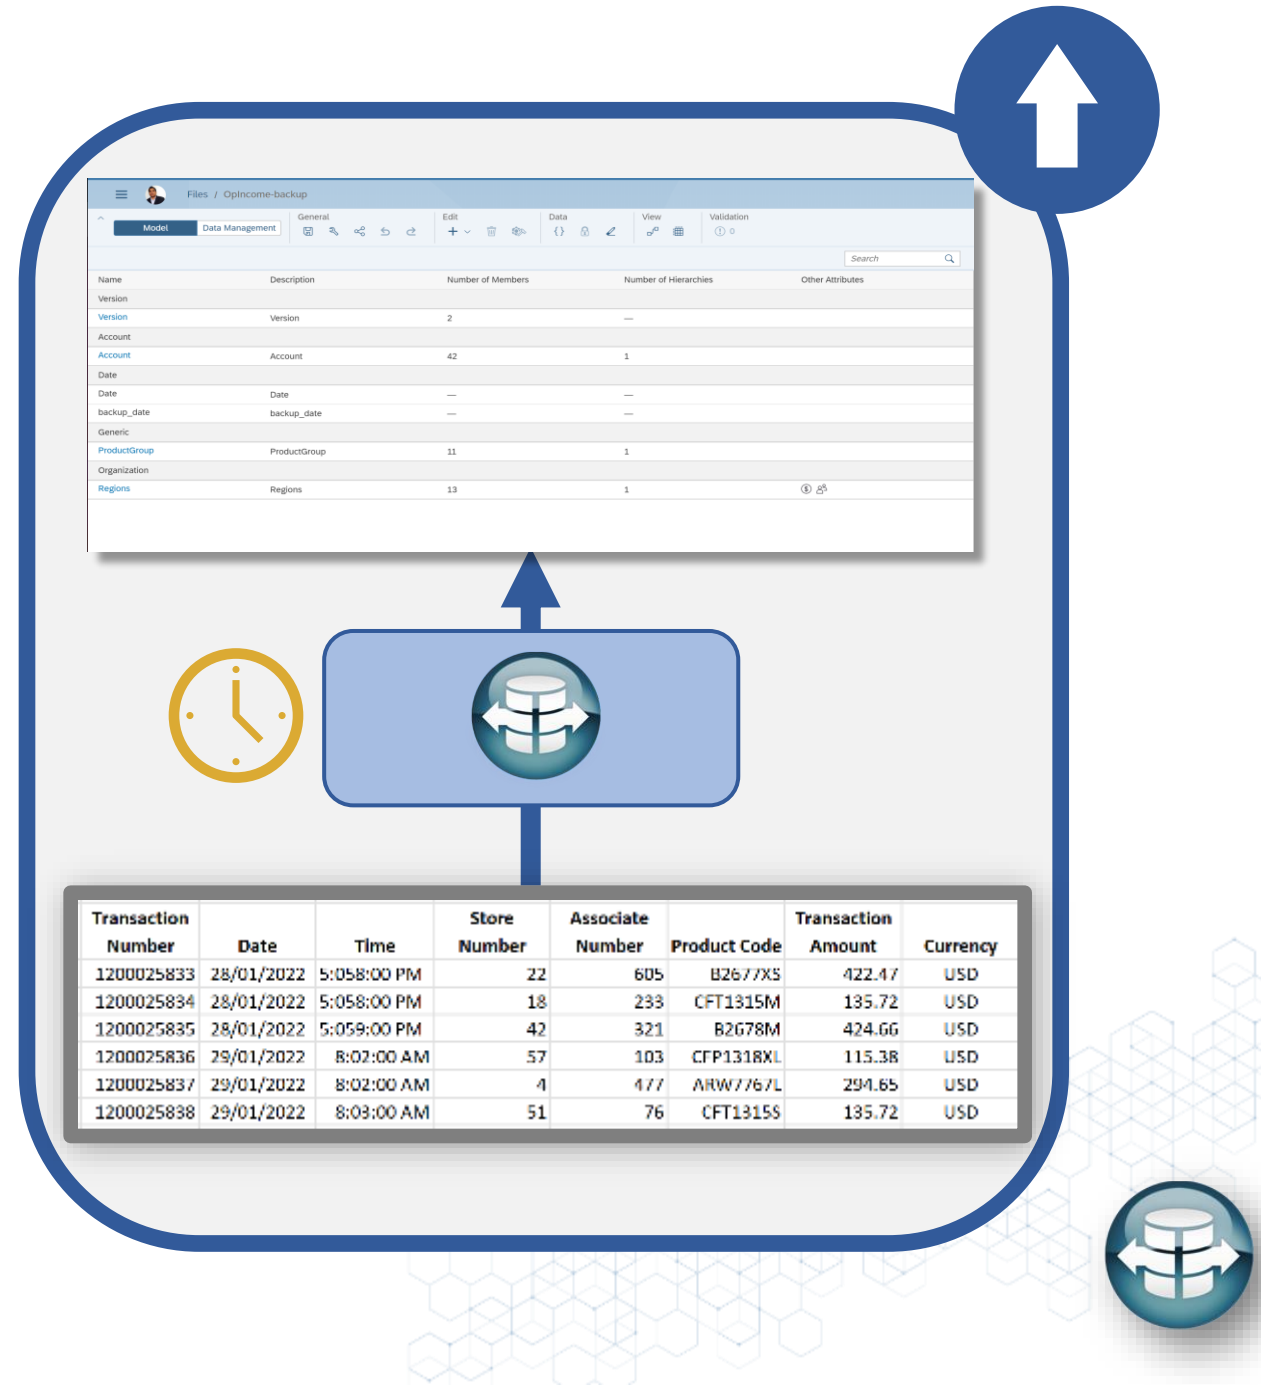 Files / OpIncome-backup
General Edit Data View Validation
Model Data Management 0
Search
Name Description Number of Members Number of Hierarchies Other Attributes
Version
Version Version 2 —
Account
Account Account 42 1
Date
Date Date — —
backup_date backup_date — —
Generic
ProductGroup ProductGroup 11 1
Organization
Regions Regions 13 1
Transaction Store Associate Transaction
Number Date Time Number Number Product Code Amount Currency
1200025833 28/01/2022 5:058:00 PM 22 605 B2677XS 422.47 USD
1200025834 28/01/2022 5:058:00 PM 18 233 CFT1315M 135.72 USD
1200025835 28/01/2022 5:059:00 PM 42 321 B2678M 424.66 USD
1200025836 29/01/2022 8:02:00 AM 57 103 CFP1318XL 115.38 USD
1200025837 29/01/2022 8:02:00 AM 4 477 ARW7767L 294.65 USD
1200025838 29/01/2022 8:03:00 AM 51 76 CFT1315S 135.72 USD